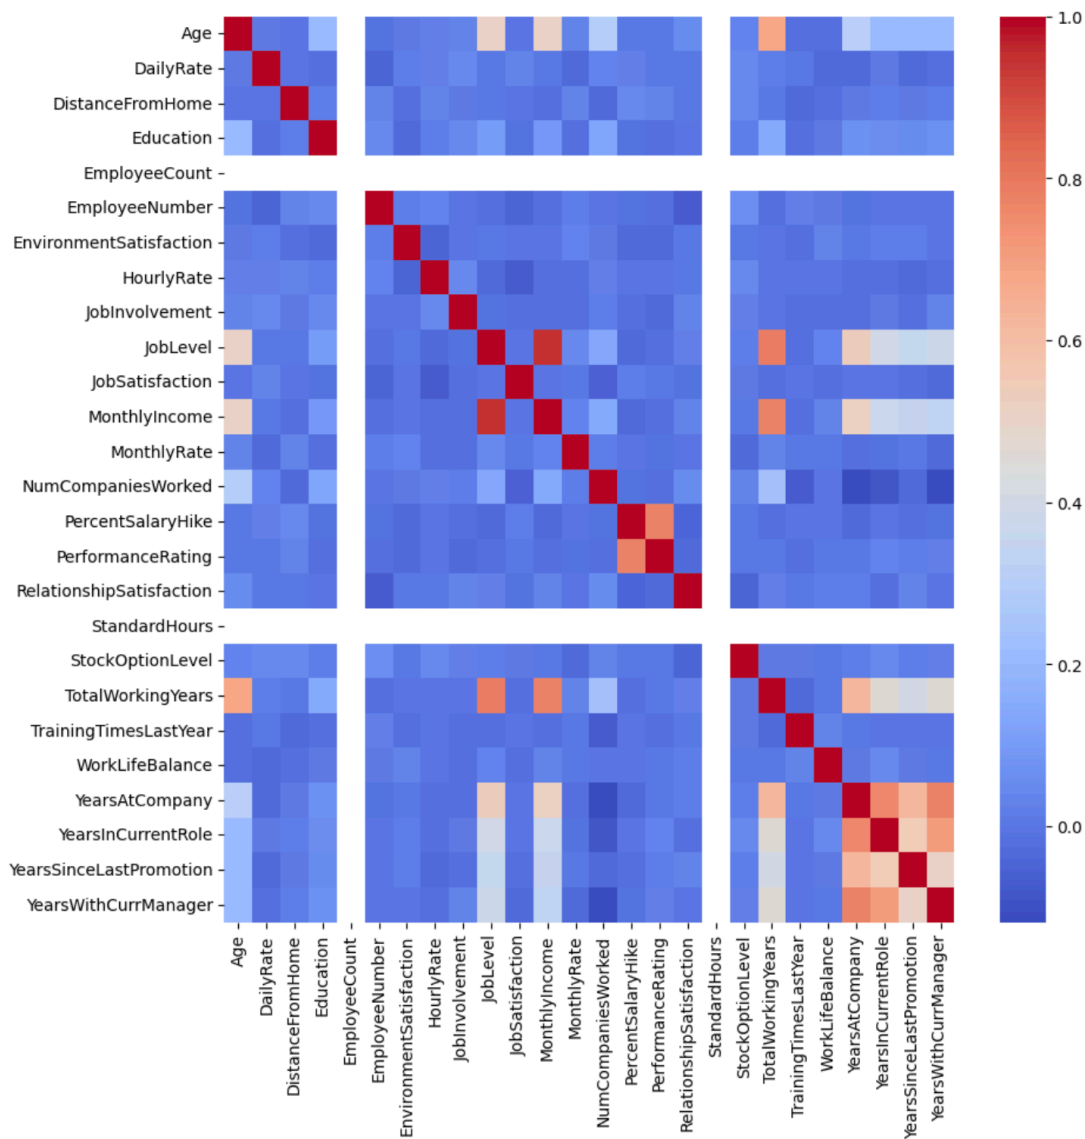 Age
DailyRate
DistanceFromHome
Education
EmployeeCount
EmployeeNumber
EnvironmentSatisfaction
HourlyRate
JobInvolvement
JobLevel
JobSatisfaction
MonthlyIncome
MonthlyRate
NumCompaniesWorked
PercentSalaryHike
PerformanceRating
RelationshipSatisfaction
StandardHours
StockOptionLevel
TotalWorkingYears
TrainingTimesLastYear
WorkLifeBalance
YearsAtCompany
YearsInCurrentRole
YearsSinceLastPromotion
YearsWithCurrManager
Age
DailyRate
DistanceFromHome
Education
EmployeeCount
EmployeeNumber
EnvironmentSatisfaction
HourlyRate
JobInvolvement
JobLevel
JobSatisfaction
MonthlyIncome
MonthlyRate
NumCompaniesWorked
PercentSalaryHike
PerformanceRating
RelationshipSatisfaction
StandardHours
StockOptionLevel
TotalWorkingYears
TrainingTimesLastYear
WorkLifeBalance
YearsAtCompany
YearsInCurrentRole
YearsSinceLastPromotion
YearsWithCurrManager
1.0
0.8
0.6
0.4
0.2
0.0